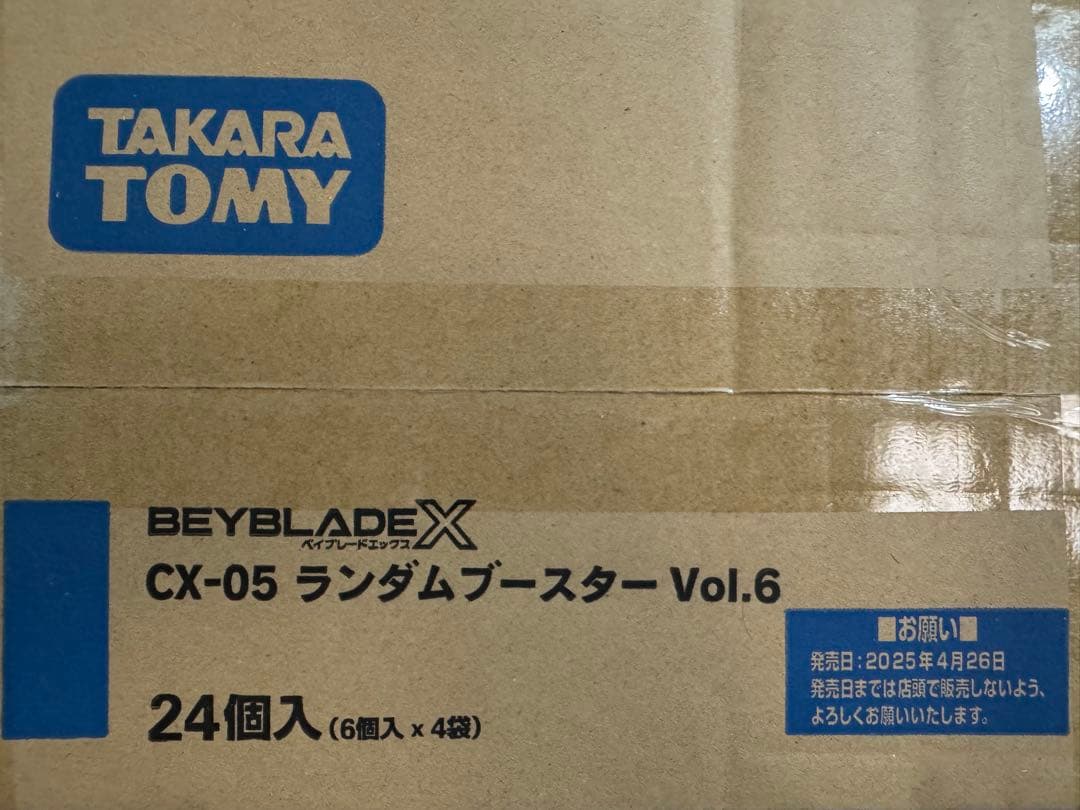 TAKARA
TOMY
BEYBLADE X
ベイブレードエックス
CX-05 ランダムブースター Vol.6
24個入(6個入 x 4袋)
■お願い■
発売日:2025年4月26日
発売日までは店頭で販売しないよう、
よろしくお願いいたします。